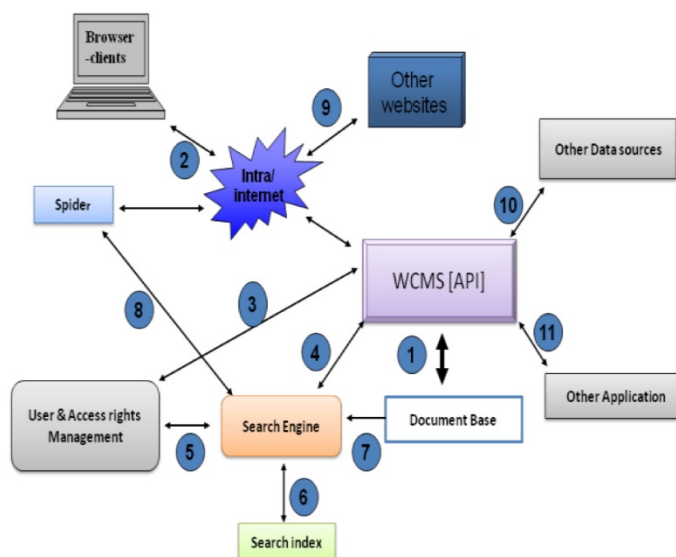 Browser
-clients
Other
websites
9
2
Intra/
internet
Other Data sources
Spider
10
WCMS [API]
3
8
4
1
11
User & Access rights
Management
Search Engine
Document Base
Other Application
5
7
6
Search index